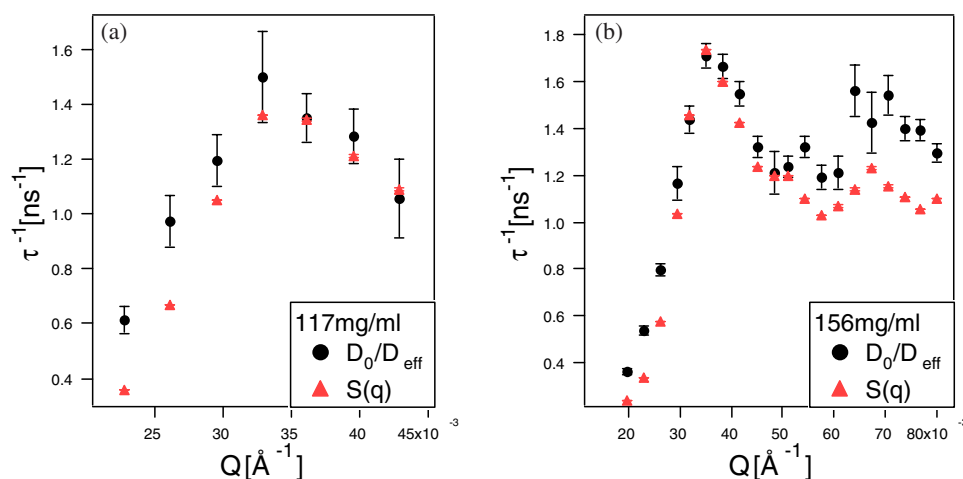 (a)
1.6
1.4
1.2
1.0
0.8
0.6
0.4
τ⁻¹[ns⁻¹]
117mg/ml
D₀/D eff
S(q)
25
30
35
40
45x10⁻³
Q[Å⁻¹]
(b)
1.8
1.6
1.4
1.2
1.0
0.8
0.6
0.4
τ⁻¹[ns⁻¹]
156mg/ml
D₀/D eff
S(q)
20
30
40
50
60
70
80x10⁻³
Q[Å⁻¹]